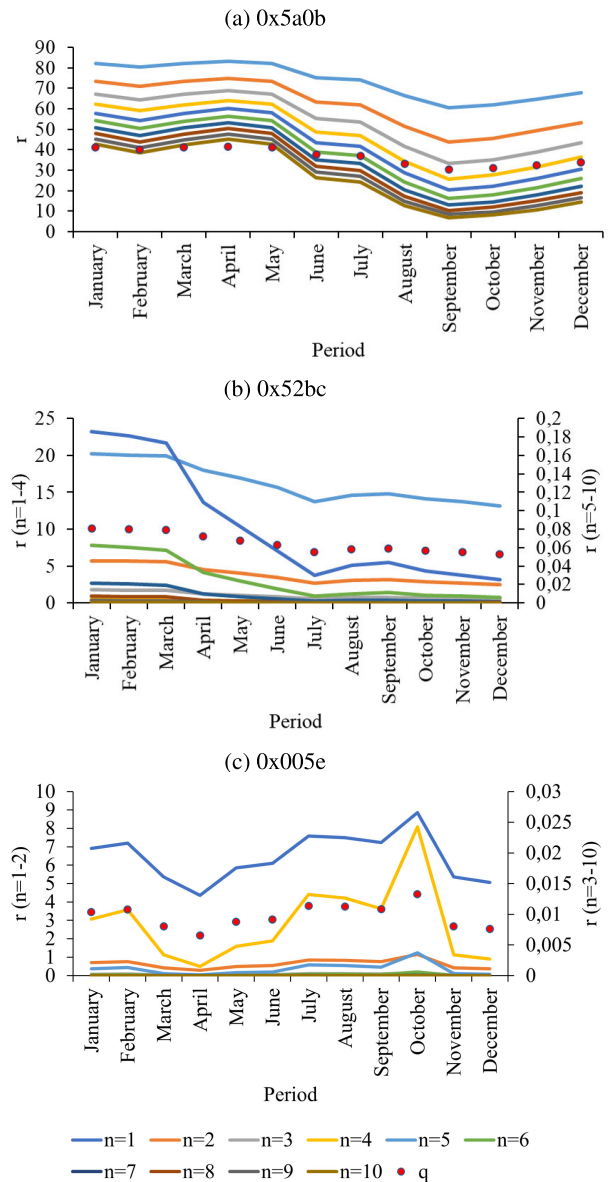 (a) 0x5a0b
90
80
70
60
50
40
30
20
10
0
r
January
February
March
April
May
June
July
August
September
October
November
December
Period
(b) 0x52bc
25
20
15
10
5
0
r (n=1-4)
0,2
0,18
0,16
0,14
0,12
0,1
0,08
0,06
0,04
0,02
0
r (n=5-10)
January
February
March
April
May
June
July
August
September
October
November
December
Period
(c) 0x005e
10
9
8
7
6
5
4
3
2
1
0
r (n=1-2)
0,03
0,025
0,02
0,015
0,01
0,005
0
r (n=3-10)
January
February
March
April
May
June
July
August
September
October
November
December
Period
n=1 n=2 n=3 n=4 n=5 n=6
n=7 n=8 n=9 n=10 q